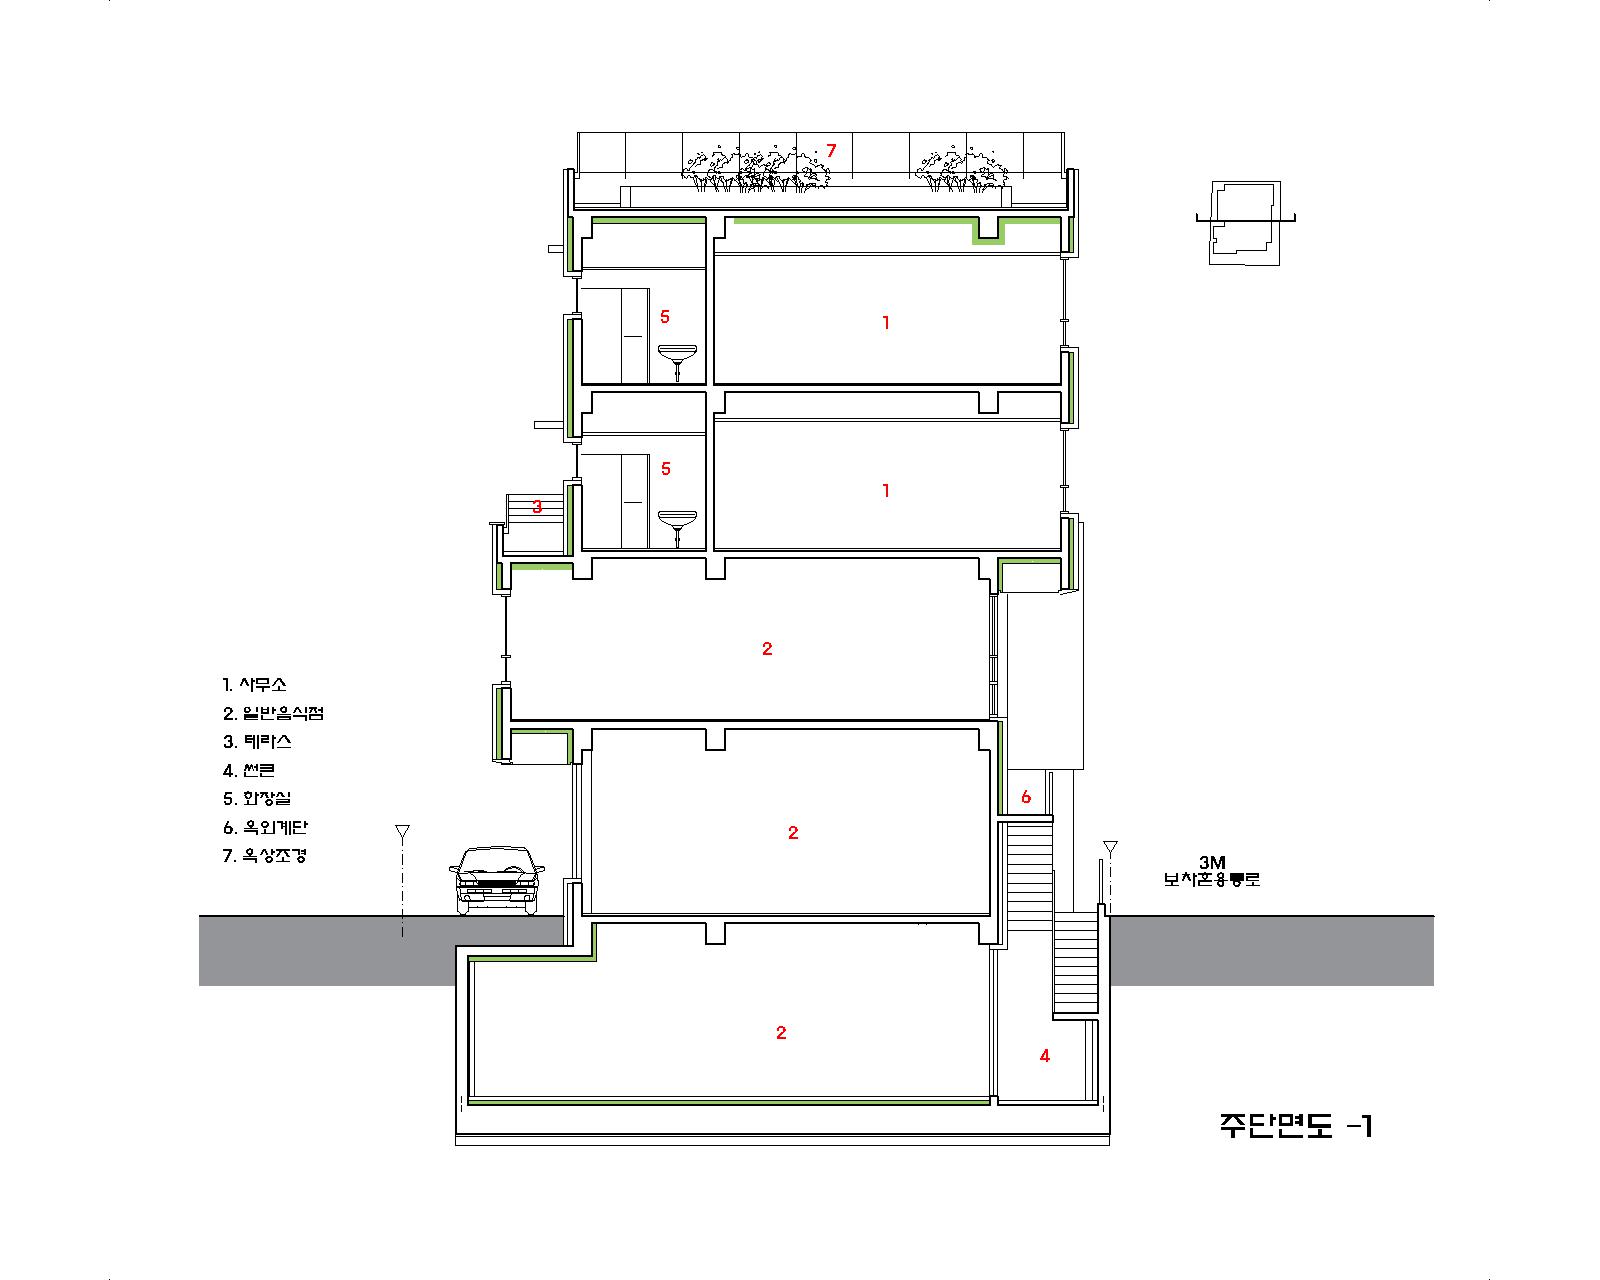 7
5
1
5
1
3
2
1. 사무소
2. 일반음식점
3. 테라스
4. 썬큰
5. 화장실
6. 옥외계단
7. 옥상조경
6
2
3M
보차혼용통로
2
4
주단면도 -1